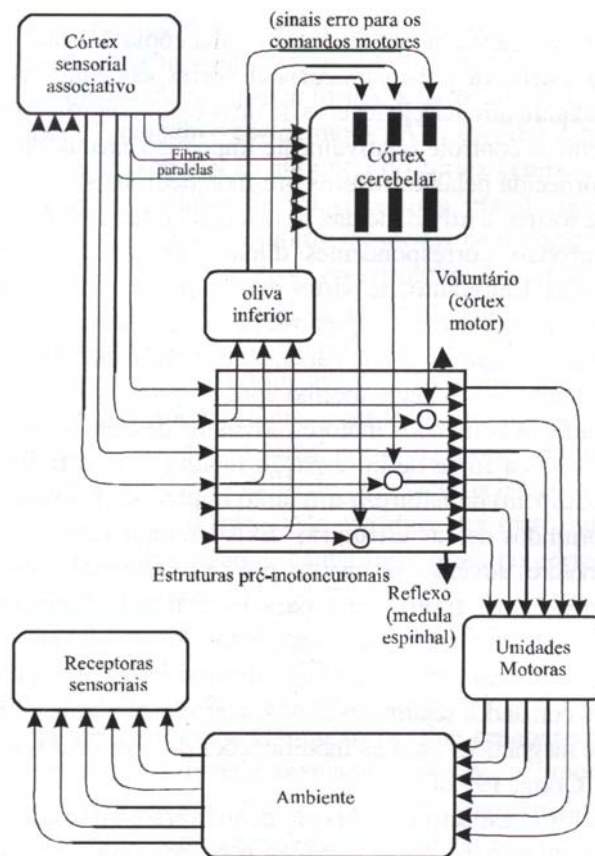 Córtex
sensorial
associativo
(sinais erro para os
comandos motores
Fibras
paralelas
Córtex
cerebelar
oliva
inferior
Voluntário
(córtex
motor)
Estruturas pré-motoncuronais
Reflexo
(medula
espinhal)
Receptoras
sensoriais
Unidades
Motoras
Ambiente